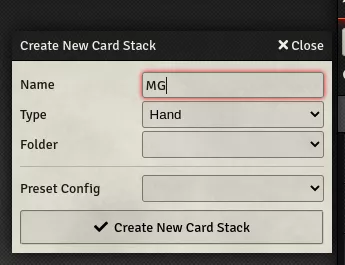 Create New Card Stack Close
Name MG
Type Hand
Folder
Preset Config
Create New Card Stack